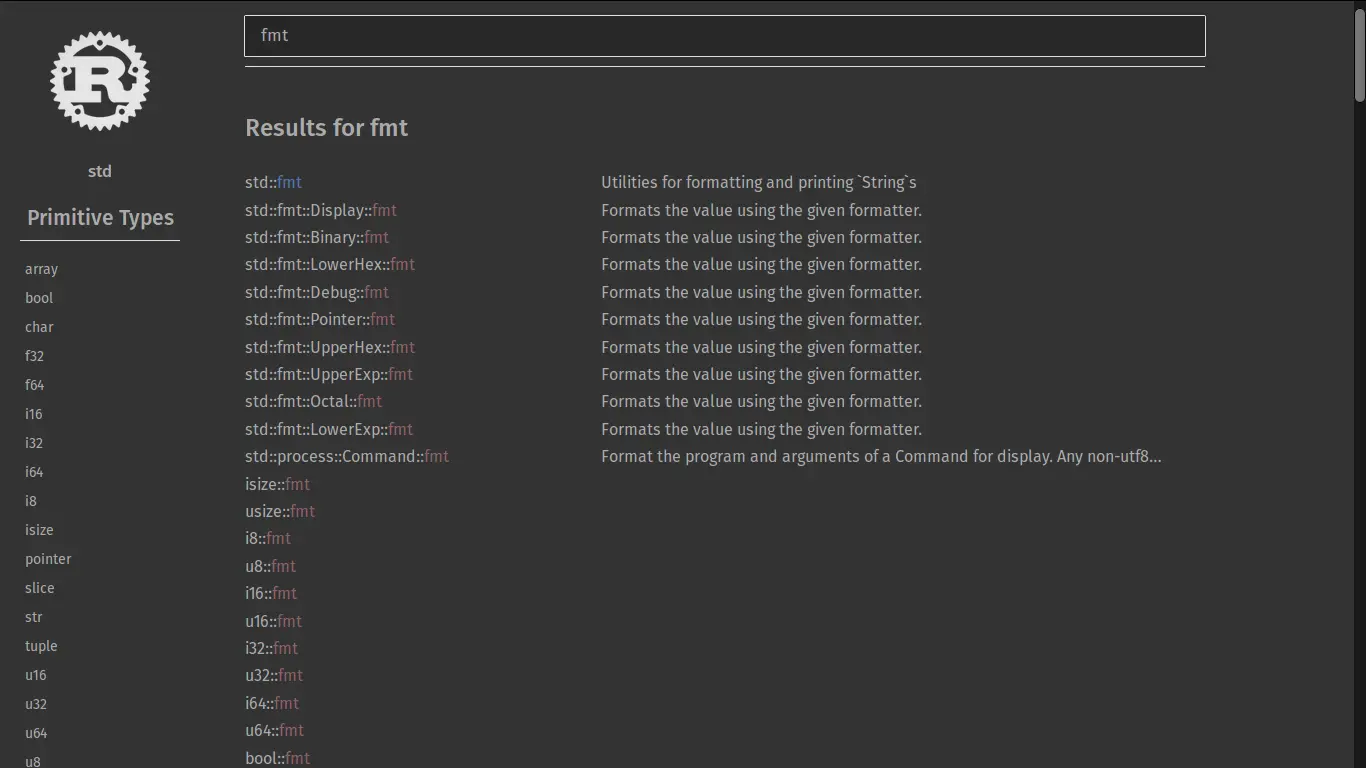 R
std
Primitive Types
array
bool
char
f32
f64
i16
i32
i64
i8
isize
pointer
slice
str
tuple
u16
u32
u64
u8
fmt
Results for fmt
std::fmt Utilities for formatting and printing `String`s
std::fmt::Display::fmt Formats the value using the given formatter.
std::fmt::Binary::fmt Formats the value using the given formatter.
std::fmt::LowerHex::fmt Formats the value using the given formatter.
std::fmt::Debug::fmt Formats the value using the given formatter.
std::fmt::Pointer::fmt Formats the value using the given formatter.
std::fmt::UpperHex::fmt Formats the value using the given formatter.
std::fmt::UpperExp::fmt Formats the value using the given formatter.
std::fmt::Octal::fmt Formats the value using the given formatter.
std::fmt::LowerExp::fmt Formats the value using the given formatter.
std::process::Command::fmt Format the program and arguments of a Command for display. Any non-utf8...
isize::fmt
usize::fmt
i8::fmt
u8::fmt
i16::fmt
u16::fmt
i32::fmt
u32::fmt
i64::fmt
u64::fmt
bool::fmt